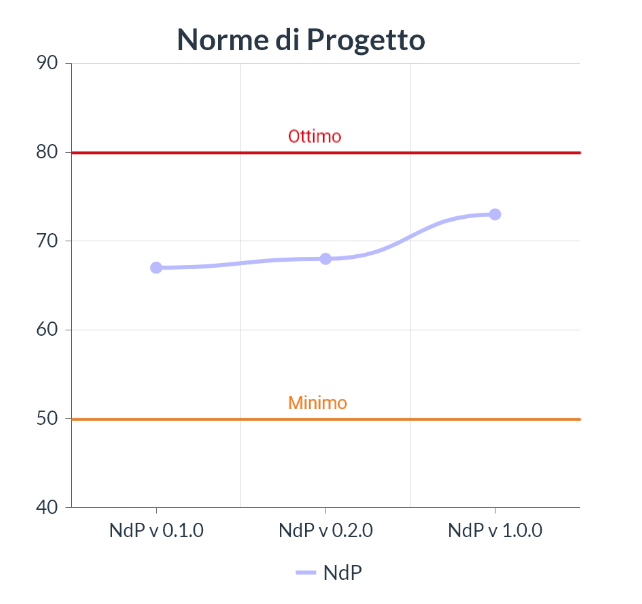 Norme di Progetto
90
Ottimo
80
70
60
Minimo
50
40
NdP v 0.1.0 NdP v 0.2.0 NdP v 1.0.0
NdP